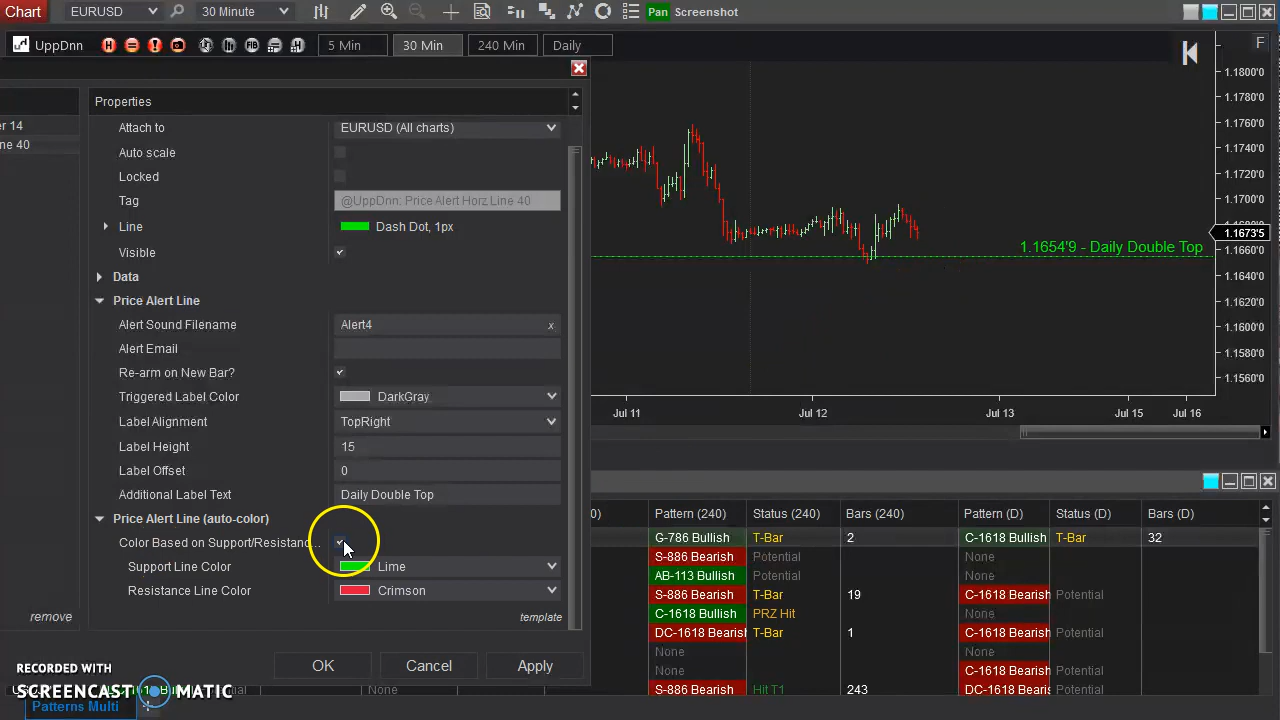 Chart EURUSD 30 Minute Pan Screenshot
UppDnn 5 Min 30 Min 240 Min Daily F
Properties
Attach to EURUSD (All charts)
Auto scale
Locked
Tag @UppDnn: Price Alert Horz Line 40
Line Dash Dot, 1px
Visible
Data
Price Alert Line
Alert Sound Filename Alert4 x
Alert Email
Re-arm on New Bar?
Triggered Label Color DarkGray
Label Alignment TopRight
Label Height 15
Label Offset 0
Additional Label Text Daily Double Top
Price Alert Line (auto-color)
Color Based on Support/Resistanc...
Support Line Color Lime
Resistance Line Color Crimson
remove template
OK Cancel Apply
er 14
ne 40
1.1800'0
1.1780'0
1.1760'0
1.1740'0
1.1720'0
1.1700'0
1.1680'0
1.1673'5
1.1660'0
1.1640'0
1.1620'0
1.1600'0
1.1580'0
1.1560'0
1.1654'9 - Daily Double Top
Jul 11 Jul 12 Jul 13 Jul 15 Jul 16
0) Pattern (240) Status (240) Bars (240) Pattern (D) Status (D) Bars (D)
G-786 Bullish T-Bar 2 C-1618 Bullish T-Bar 32
S-886 Bearish Potential None
AB-113 Bullish Potential None
S-886 Bearish T-Bar 19 C-1618 Bearish Potential
C-1618 Bullish PRZ Hit None
DC-1618 Bearish T-Bar 1 C-1618 Bearish Potential
None C-1618 Bearish Potential
None C-1618 Bearish Potential
S-886 Bearish Hit T1 243 DC-1618 Bearis Potential
None
RECORDED WITH
SCREENCAST MATIC
Patterns Multi +